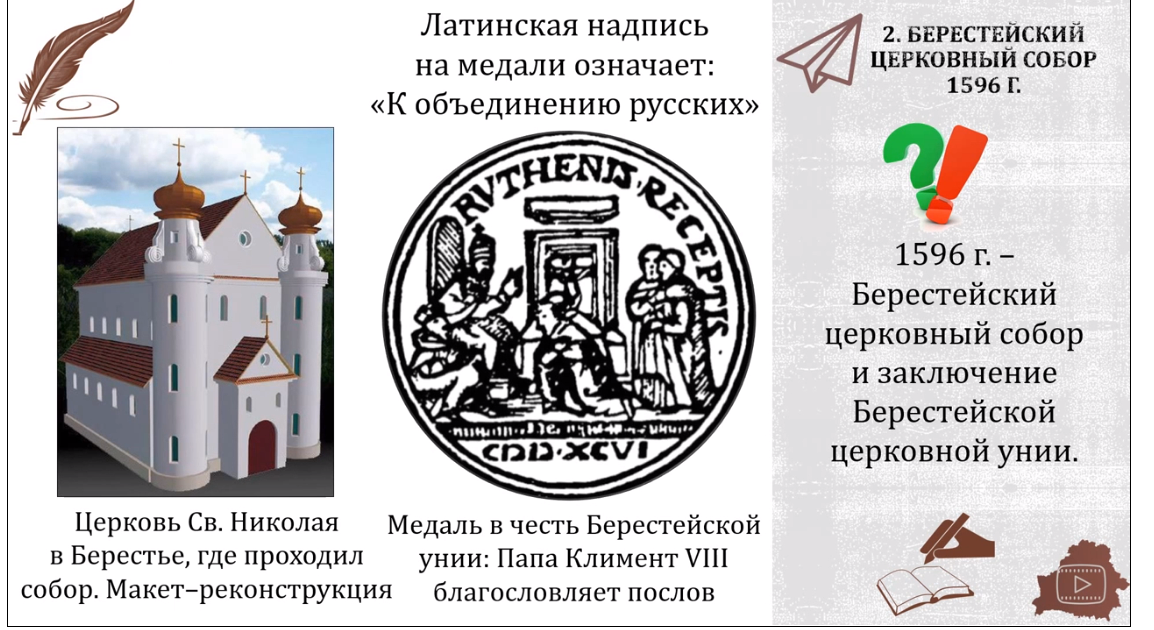 Латинская надпись
на медали означает:
«К объединению русских»
RVTHENIS·RECEPTIS
CIƆIƆ·XCVI
Церковь Св. Николая
в Берестье, где проходил
собор. Макет–реконструкция
Медаль в честь Берестейской
унии: Папа Климент VIII
благословляет послов
2. БЕРЕСТЕЙСКИЙ
ЦЕРКОВНЫЙ СОБОР
1596 Г.
1596 г. –
Берестейский
церковный собор
и заключение
Берестейской
церковной унии.